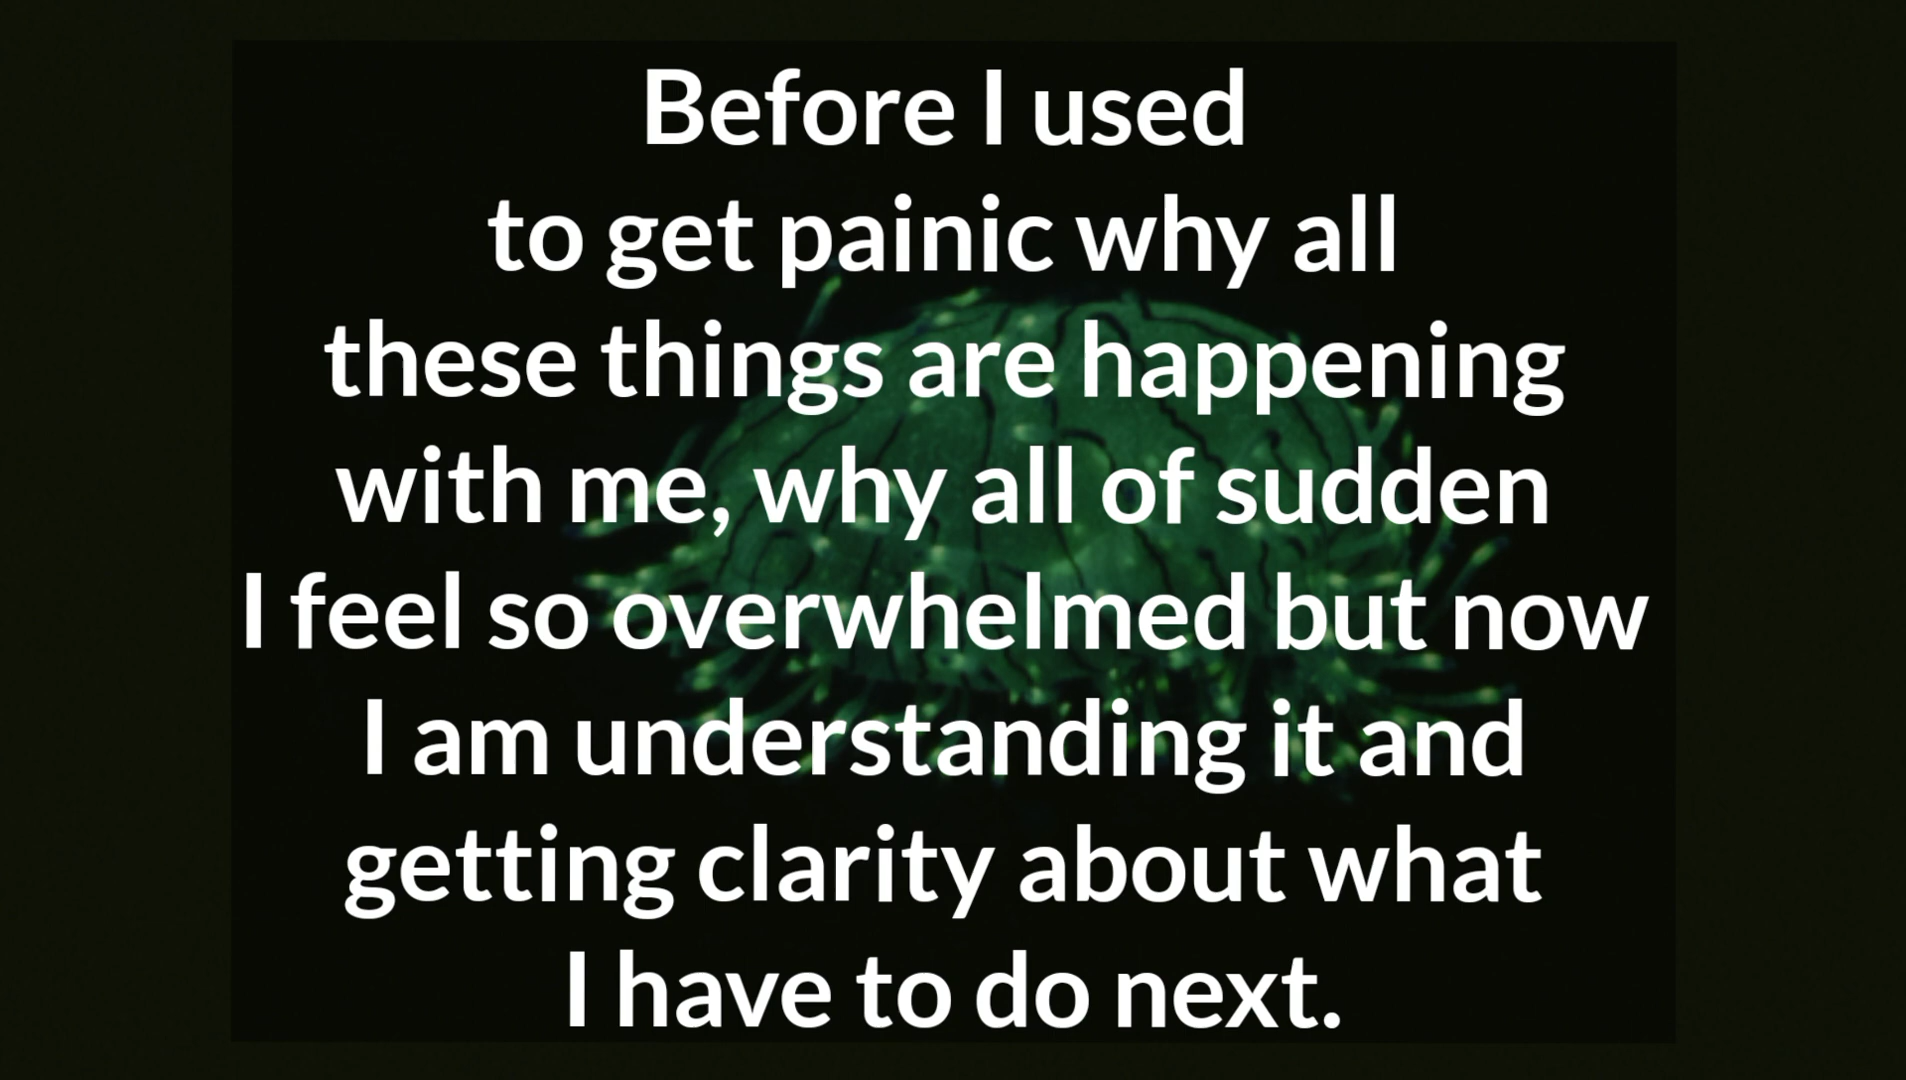 Before I used
to get painic why all
these things are happening
with me, why all of sudden
I feel so overwhelmed but now
I am understanding it and
getting clarity about what
I have to do next.